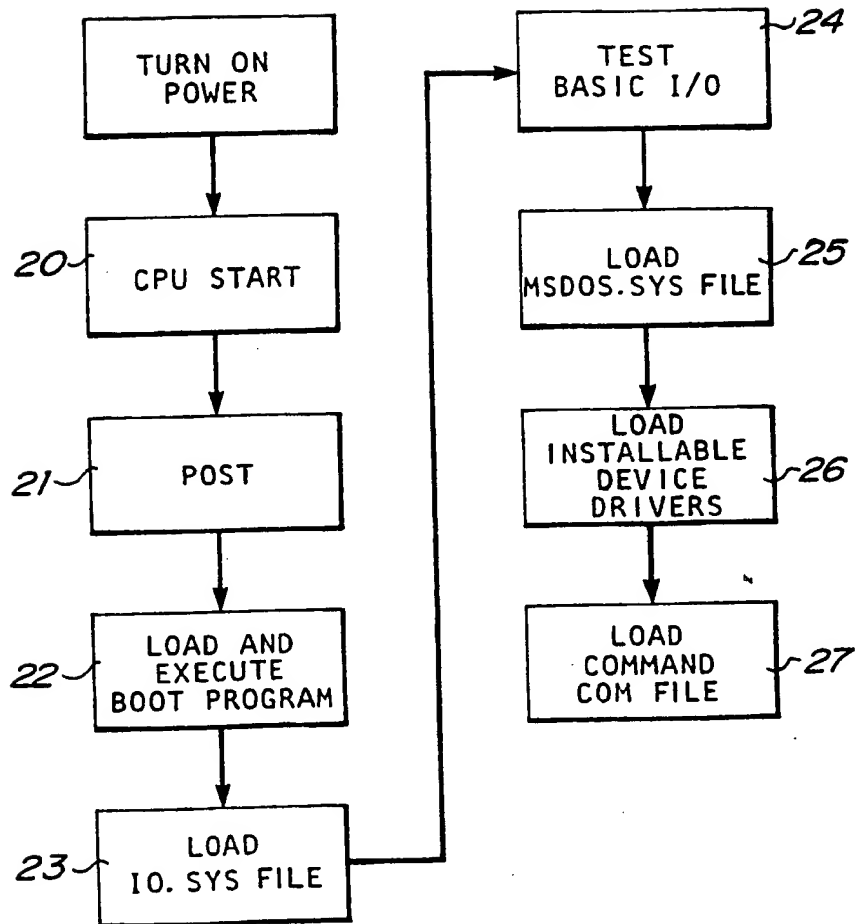 TURN ON
POWER
20
CPU START
21
POST
22
LOAD AND
EXECUTE
BOOT PROGRAM
23
LOAD
IO. SYS FILE
24
TEST
BASIC I/O
25
LOAD
MSDOS.SYS FILE
26
LOAD
INSTALLABLE
DEVICE
DRIVERS
27
LOAD
COMMAND
COM FILE